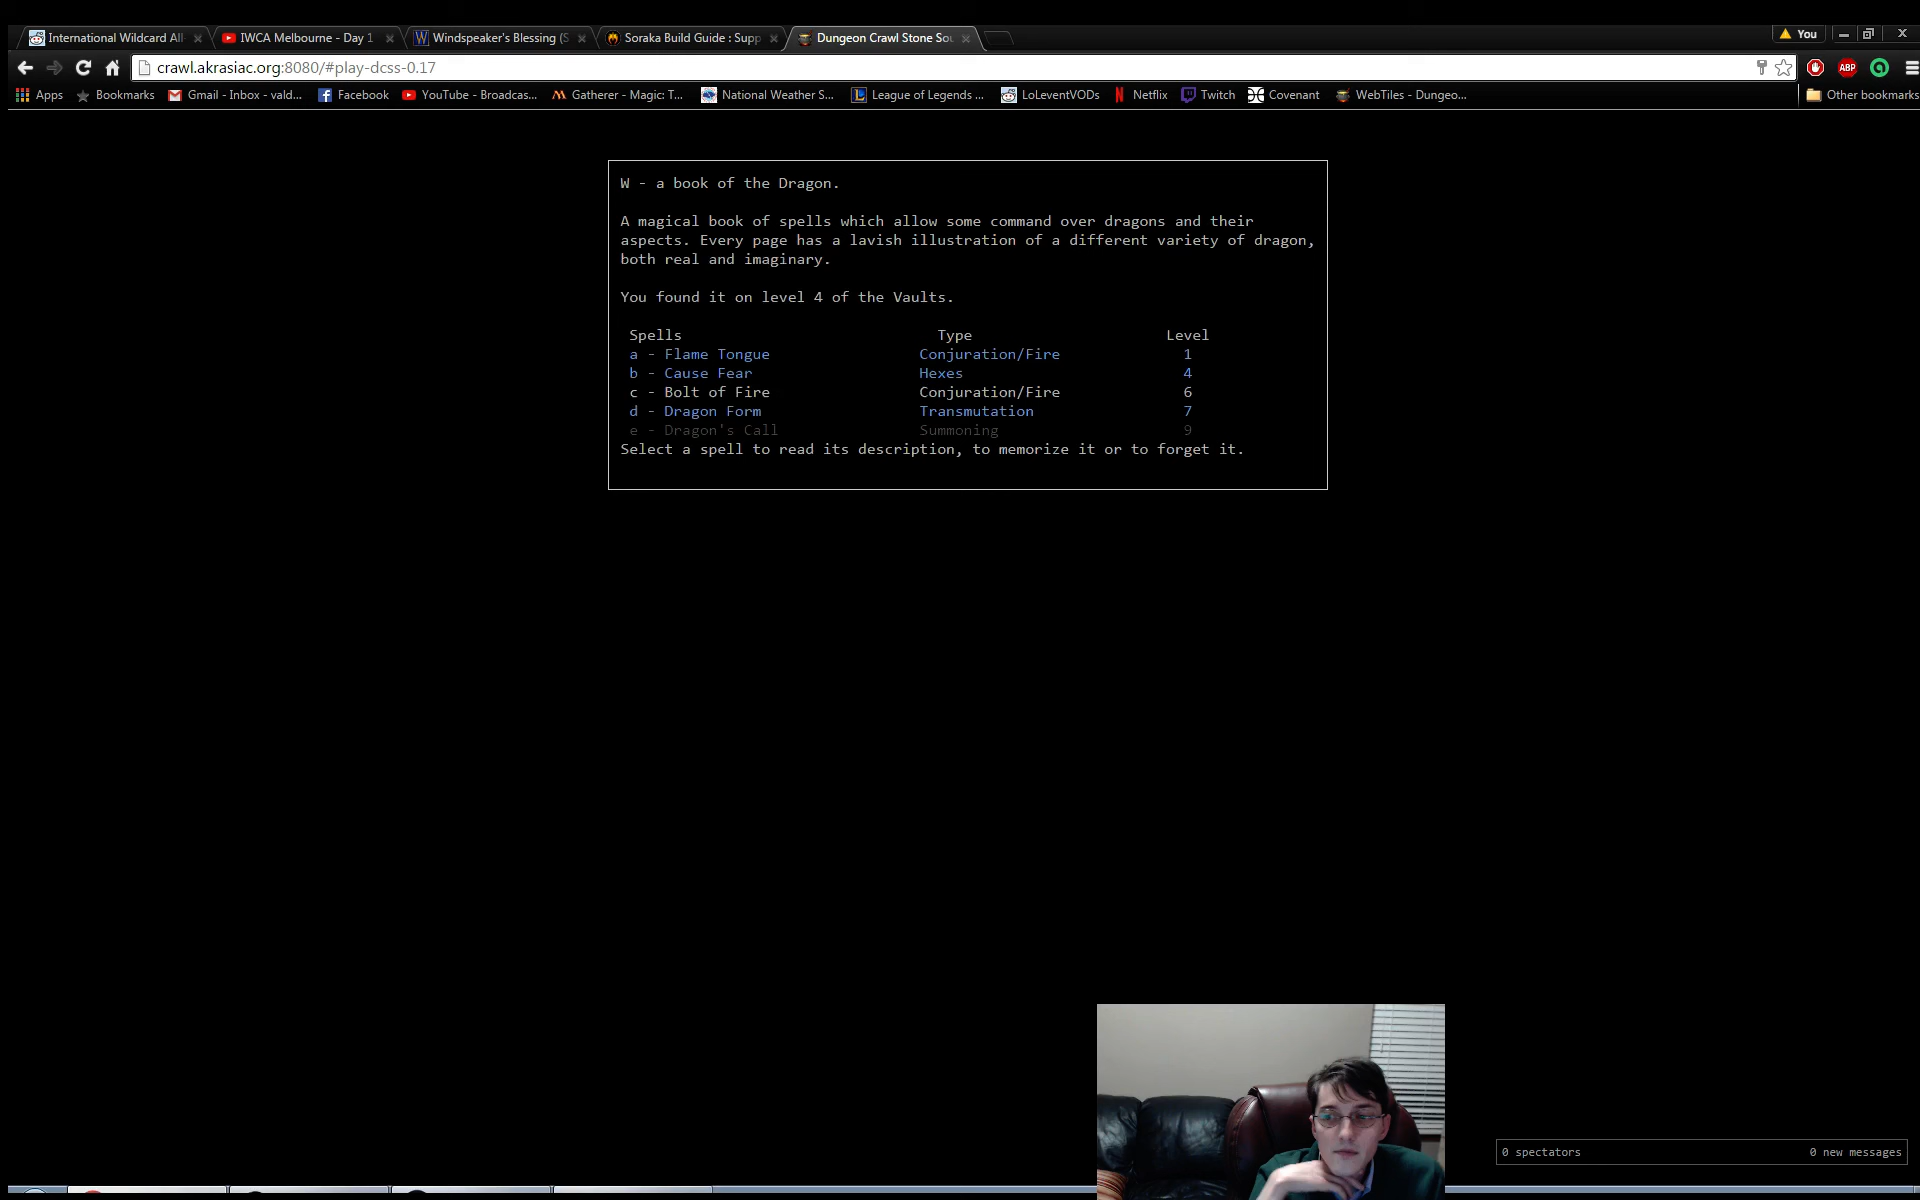 International Wildcard All
IWCA Melbourne - Day 1
Windspeaker's Blessing (S
Soraka Build Guide : Supp
Dungeon Crawl Stone Sou
You
crawl.akrasiac.org:8080/#play-dcss-0.17
ABP
Apps
Bookmarks
Gmail - Inbox - vald...
Facebook
YouTube - Broadcas...
Gatherer - Magic: T...
National Weather S...
League of Legends ...
LoLeventVODs
Netflix
Twitch
Covenant
WebTiles - Dungeo...
Other bookmarks
W - a book of the Dragon.
A magical book of spells which allow some command over dragons and their
aspects. Every page has a lavish illustration of a different variety of dragon,
both real and imaginary.
You found it on level 4 of the Vaults.
Spells Type Level
a - Flame Tongue Conjuration/Fire 1
b - Cause Fear Hexes 4
c - Bolt of Fire Conjuration/Fire 6
d - Dragon Form Transmutation 7
e - Dragon's Call Summoning 9
Select a spell to read its description, to memorize it or to forget it.
0 spectators 0 new messages